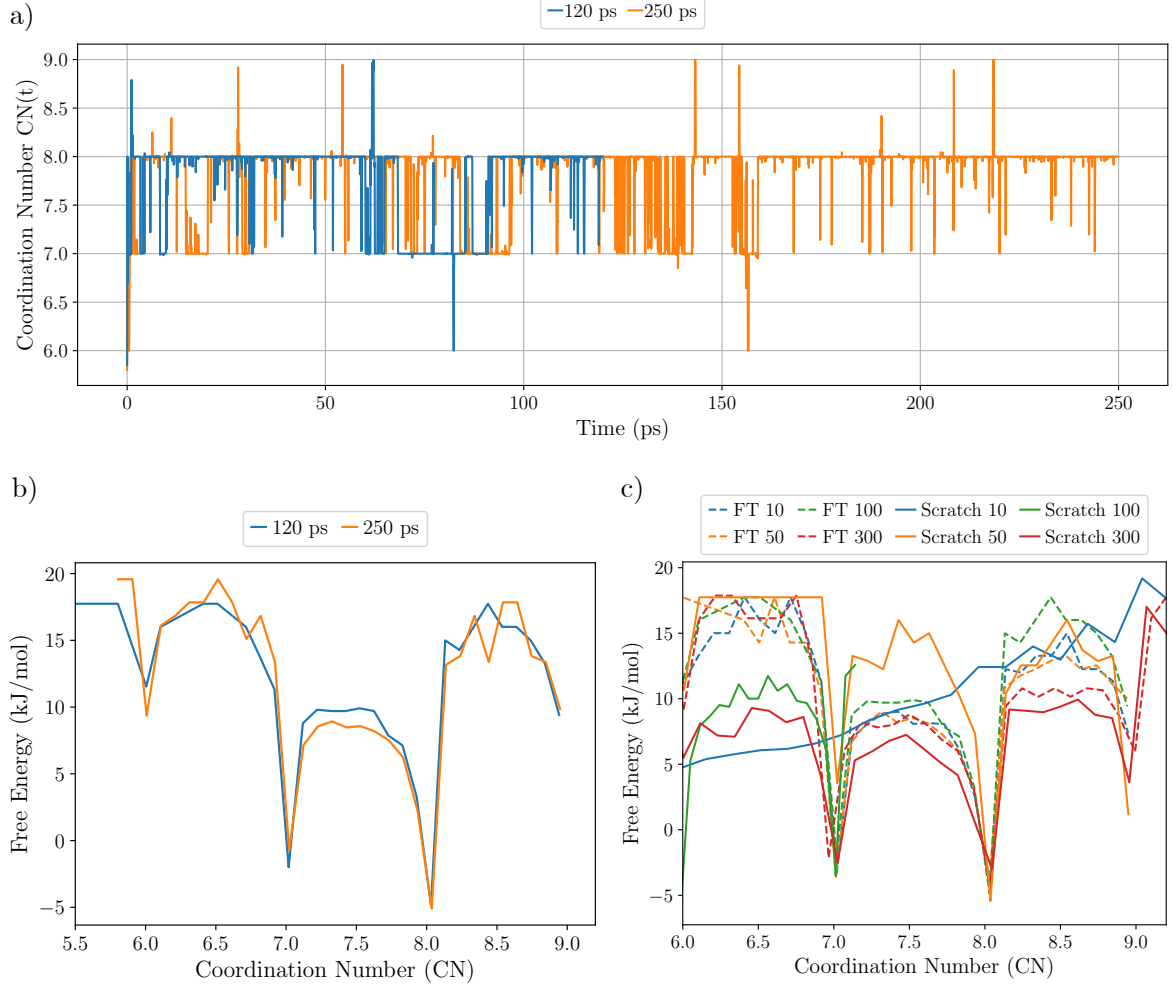 a)
120 ps 250 ps
9.0
8.5
8.0
7.5
7.0
6.5
6.0
Coordination Number CN(t)
0 50 100 150 200 250
Time (ps)
b)
120 ps 250 ps
20
15
10
5
0
−5
Free Energy (kJ/mol)
5.5 6.0 6.5 7.0 7.5 8.0 8.5 9.0
Coordination Number (CN)
c)
FT 10 FT 100 Scratch 10 Scratch 100
FT 50 FT 300 Scratch 50 Scratch 300
20
15
10
5
0
−5
Free Energy (kJ/mol)
6.0 6.5 7.0 7.5 8.0 8.5 9.0
Coordination Number (CN)